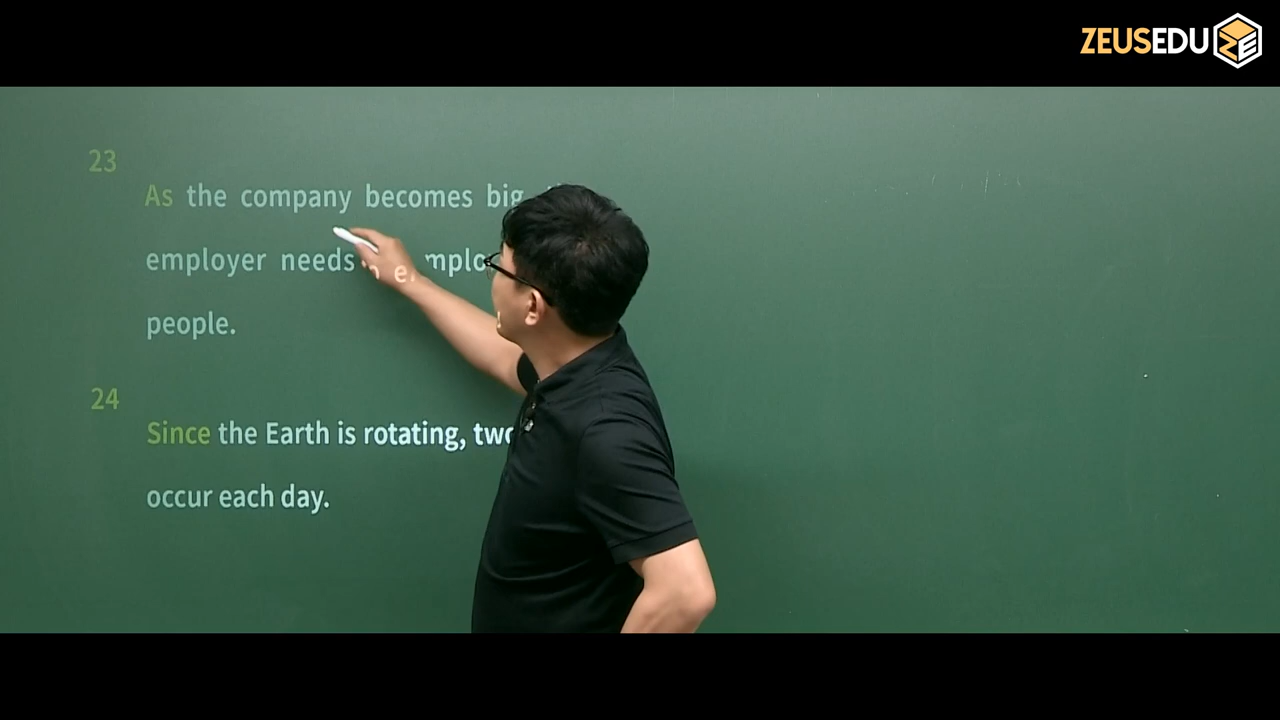 ZEUSEDU
23
As the company becomes big
employer needs
people.
24
Since the Earth is rotating, two
occur each day.